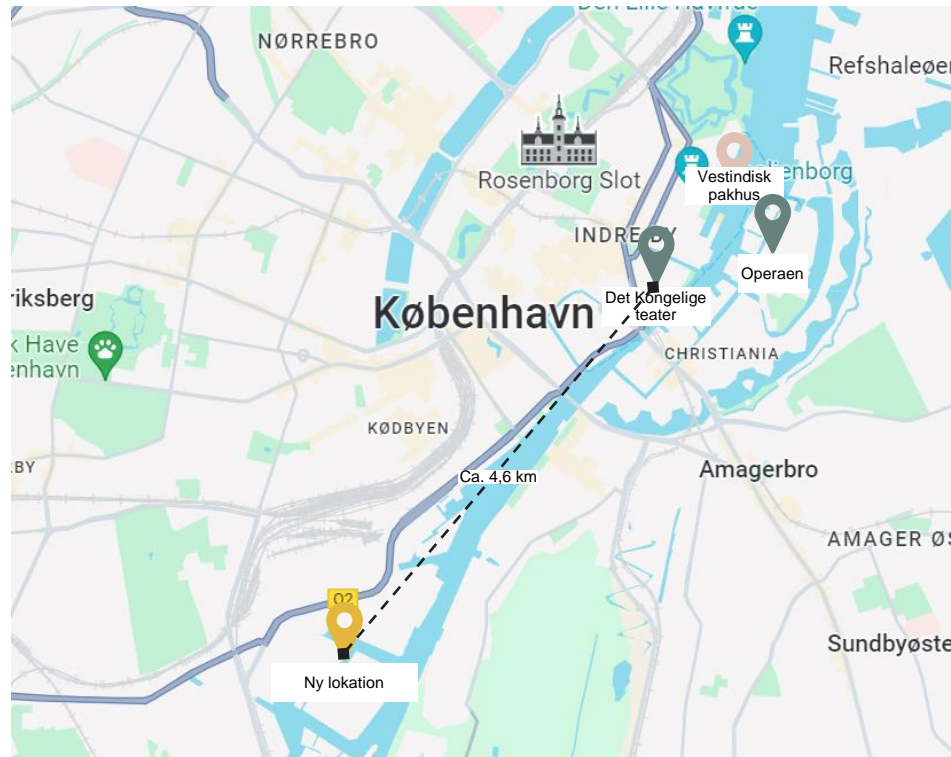 NØRREBRO
Refshaleøen
Rosenborg Slot
Vestindisk
pakhus
INDRE BY
Operaen
riksberg
Det Kongelige
teater
København
k Have
enhavn
CHRISTIANIA
KØDBYEN
BY
Amagerbro
Ca. 4,6 km
AMAGER ØS
O2
Sundbyøste
Ny lokation